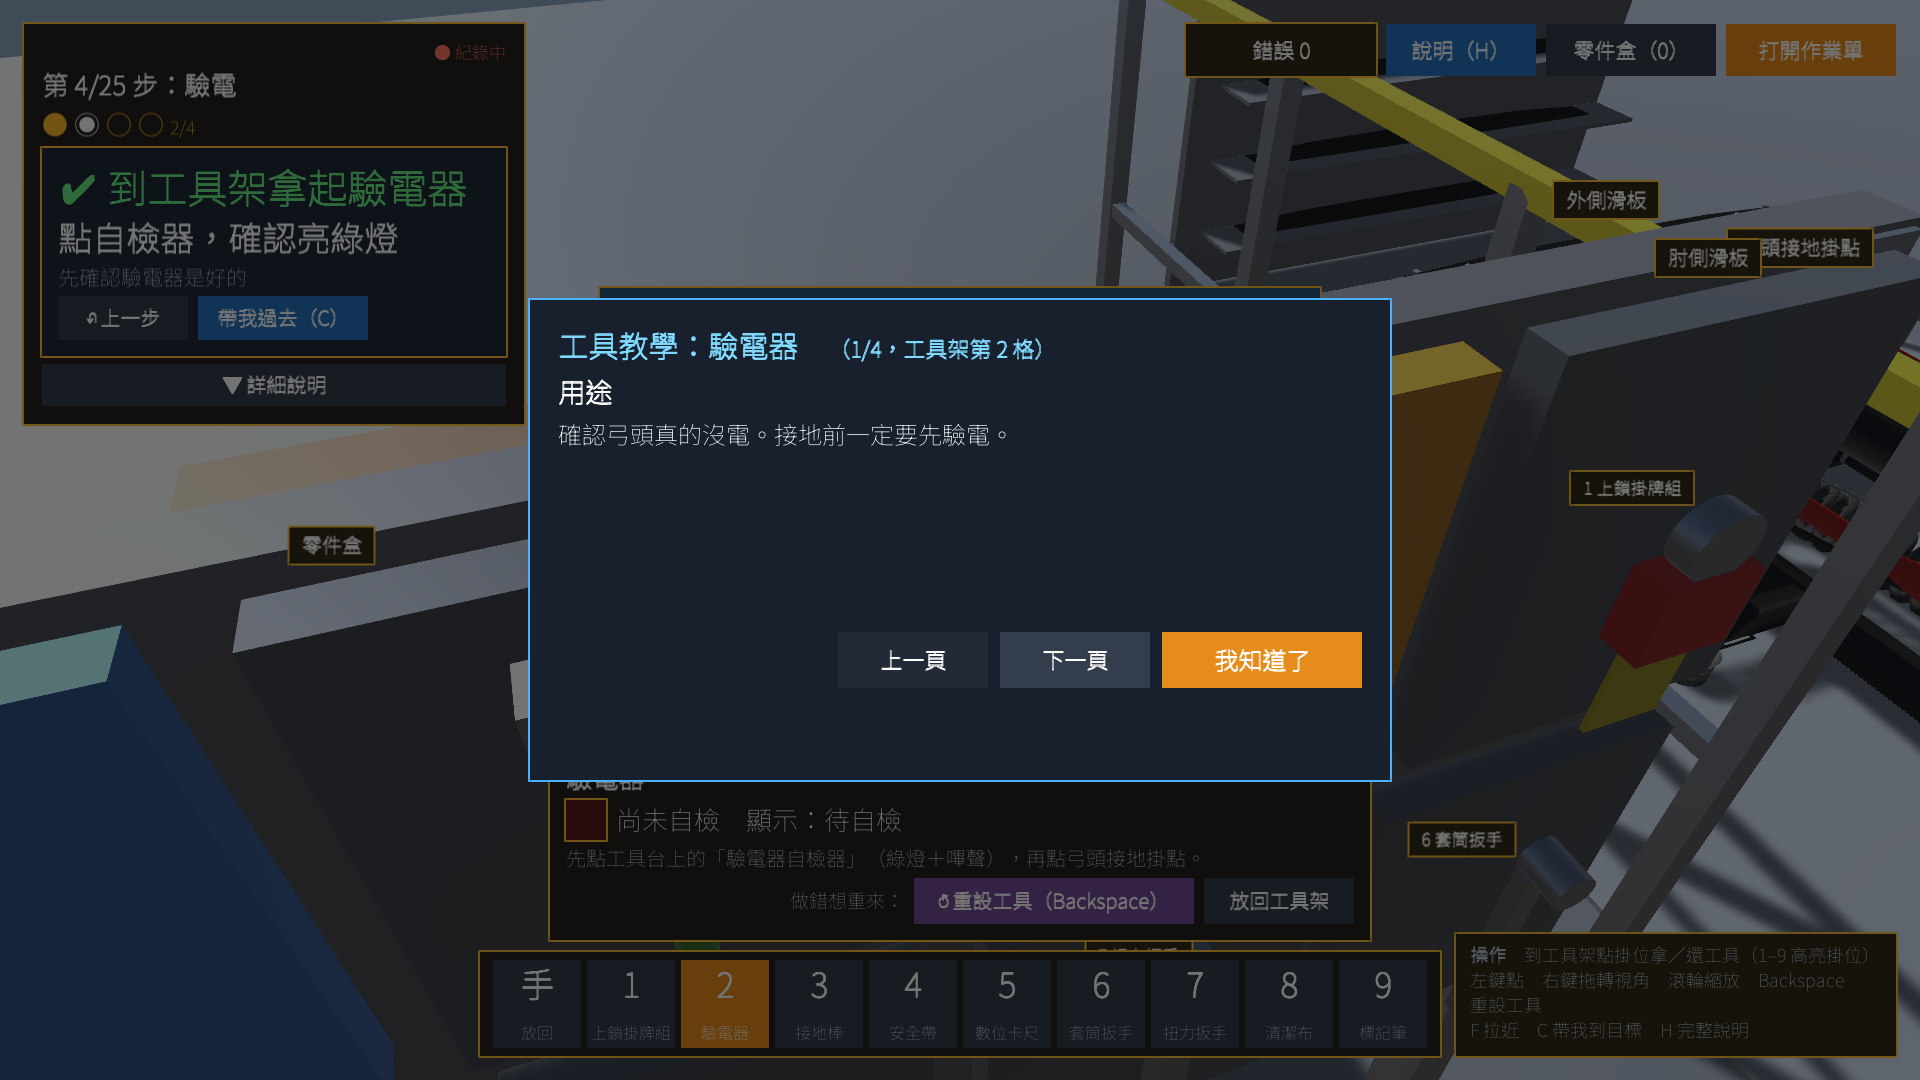 紀錄中
第 4/25 步：驗電
2/4
✔ 到工具架拿起驗電器
點自檢器，確認亮綠燈
先確認驗電器是好的
↶上一步
帶我過去（C）
▼詳細說明
錯誤 0
說明（H）
零件盒（0）
打開作業單
外側滑板
肘側滑板
頭接地掛點
1 上鎖掛牌組
零件盒
6 套筒扳手
工具教學：驗電器 （1/4，工具架第 2 格）
用途
確認弓頭真的沒電。接地前一定要先驗電。
上一頁
下一頁
我知道了
驗電器
尚未自檢 顯示：待自檢
先點工具台上的「驗電器自檢器」（綠燈＋嗶聲），再點弓頭接地掛點。
做錯想重來：
↺重設工具（Backspace）
放回工具架
手 放回
1 上鎖掛牌組
2 驗電器
3 接地棒
4 安全帶
5 數位卡尺
6 套筒扳手
7 扭力扳手
8 清潔布
9 標記筆
操作 到工具架點掛位拿／還工具（1–9 高亮掛位）
左鍵點 右鍵拖轉視角 滾輪縮放 Backspace
重設工具
F 拉近 C 帶我到目標 H 完整說明